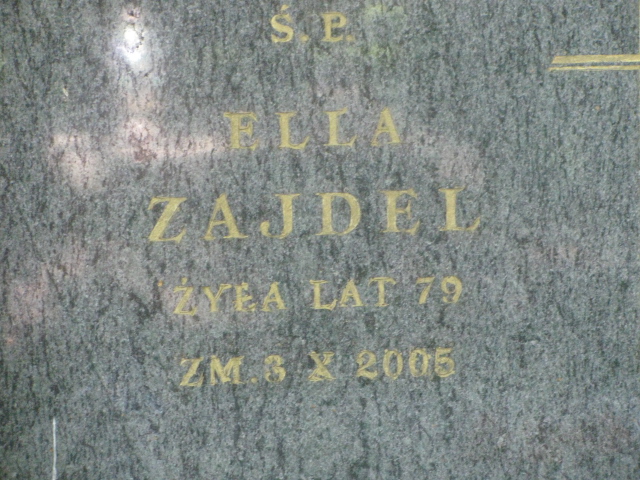 Ś.P.
ELLA
ZAJDEL
ŻYŁA LAT 79
ZM.3 X 2005